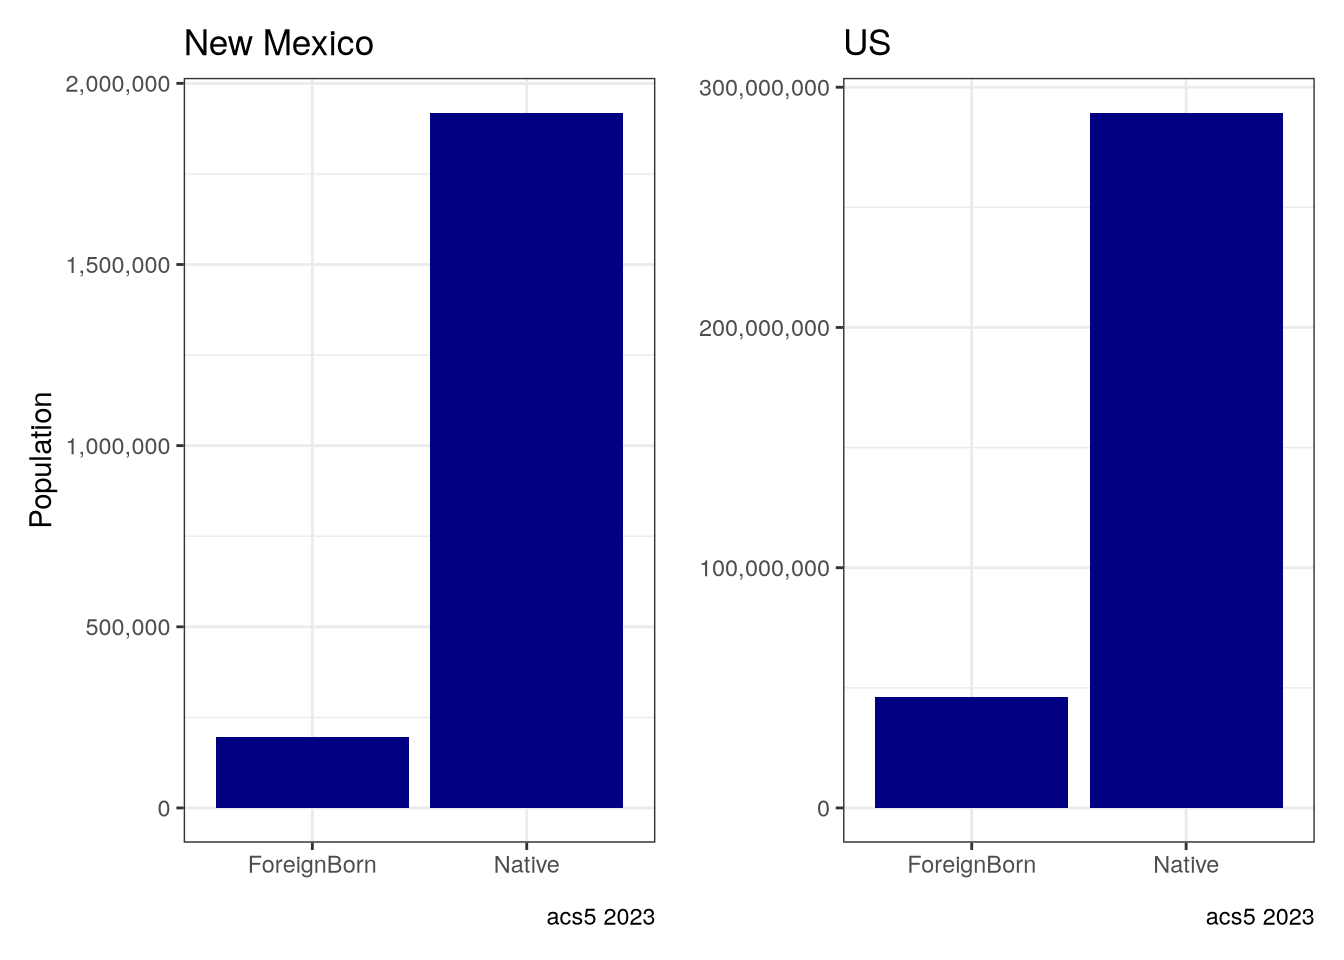 New Mexico
Population
2,000,000
1,500,000
1,000,000
500,000
0
ForeignBorn Native
acs5 2023
US
300,000,000
200,000,000
100,000,000
0
ForeignBorn Native
acs5 2023